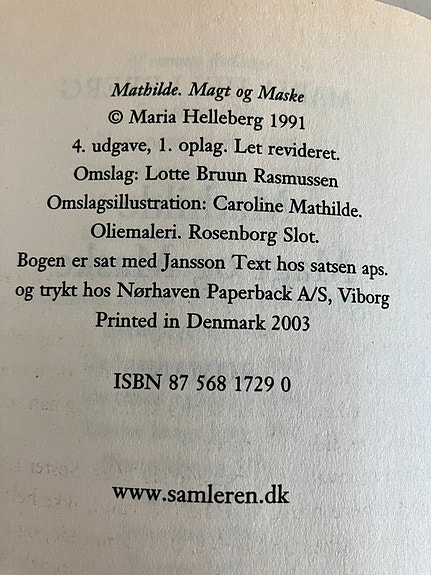 Mathilde. Magt og Maske
© Maria Helleberg 1991
4. udgave, 1. oplag. Let revideret.
Omslag: Lotte Bruun Rasmussen
Omslagsillustration: Caroline Mathilde.
Oliemaleri. Rosenborg Slot.
Bogen er sat med Jansson Text hos satsen aps.
og trykt hos Nørhaven Paperback A/S, Viborg
Printed in Denmark 2003
ISBN 87 568 1729 0
www.samleren.dk